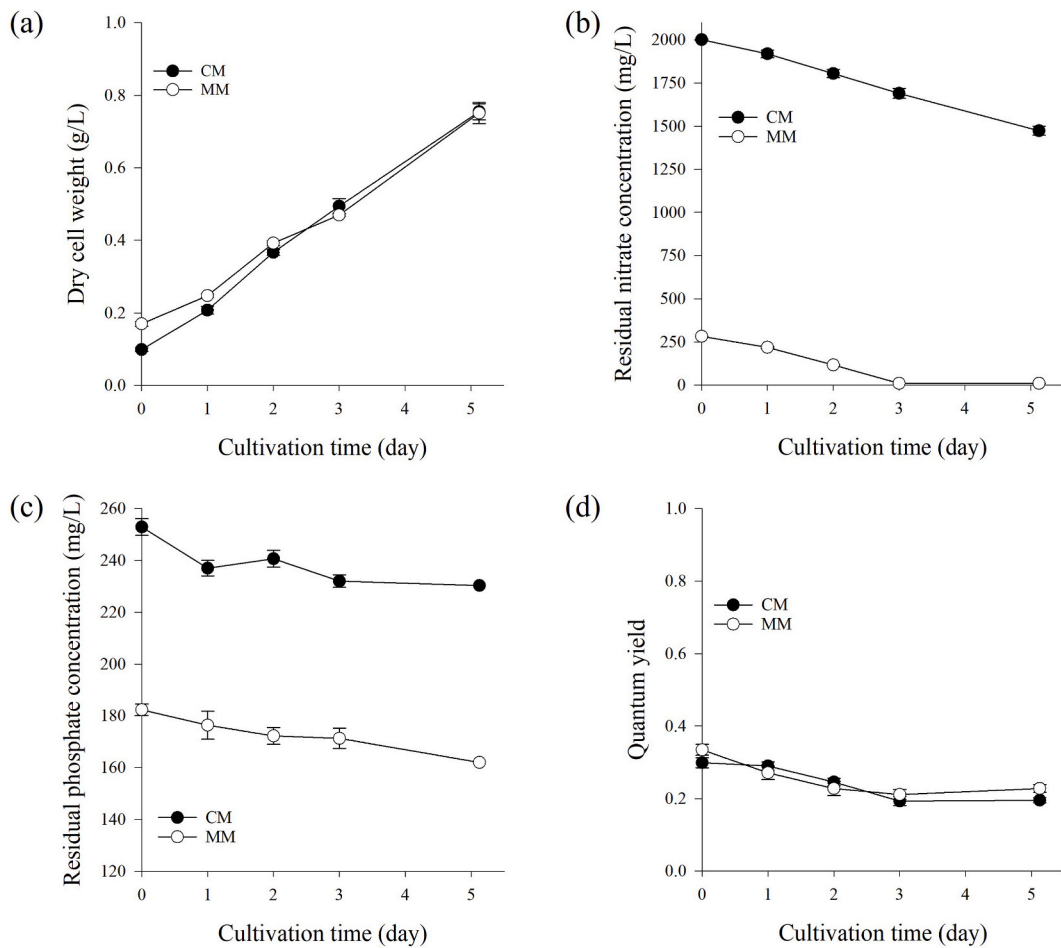 (a)
Dry cell weight (g/L)
1.0
0.8
0.6
0.4
0.2
0.0
CM
MM
0 1 2 3 4 5
Cultivation time (day)
(b)
Residual nitrate concentration (mg/L)
2000
1750
1500
1250
1000
750
500
250
0
CM
MM
0 1 2 3 4 5
Cultivation time (day)
(c)
Residual phosphate concentration (mg/L)
260
240
220
200
180
160
140
120
CM
MM
0 1 2 3 4 5
Cultivation time (day)
(d)
Quantum yield
1.0
0.8
0.6
0.4
0.2
0.0
CM
MM
0 1 2 3 4 5
Cultivation time (day)